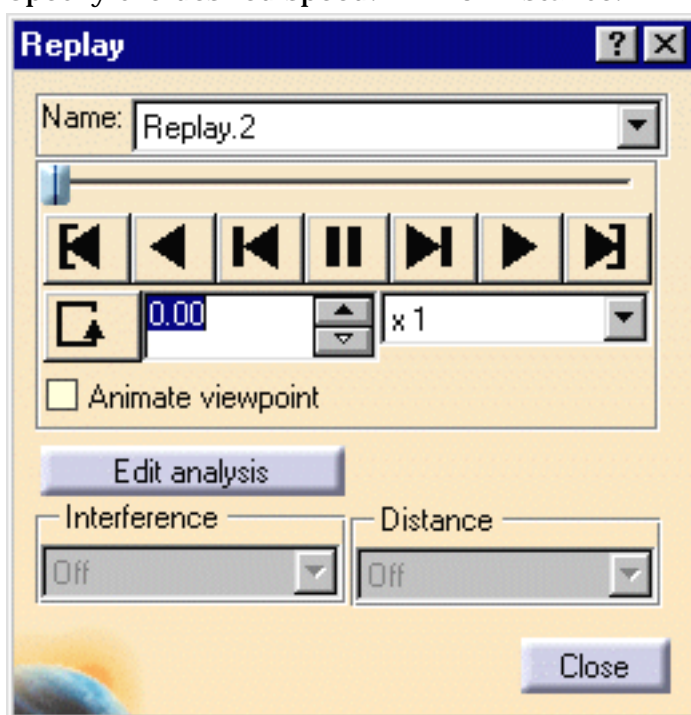 Replay
Name: Replay.2
0.00 x 1
Animate viewpoint
Edit analysis
Interference Distance
Off Off
Close